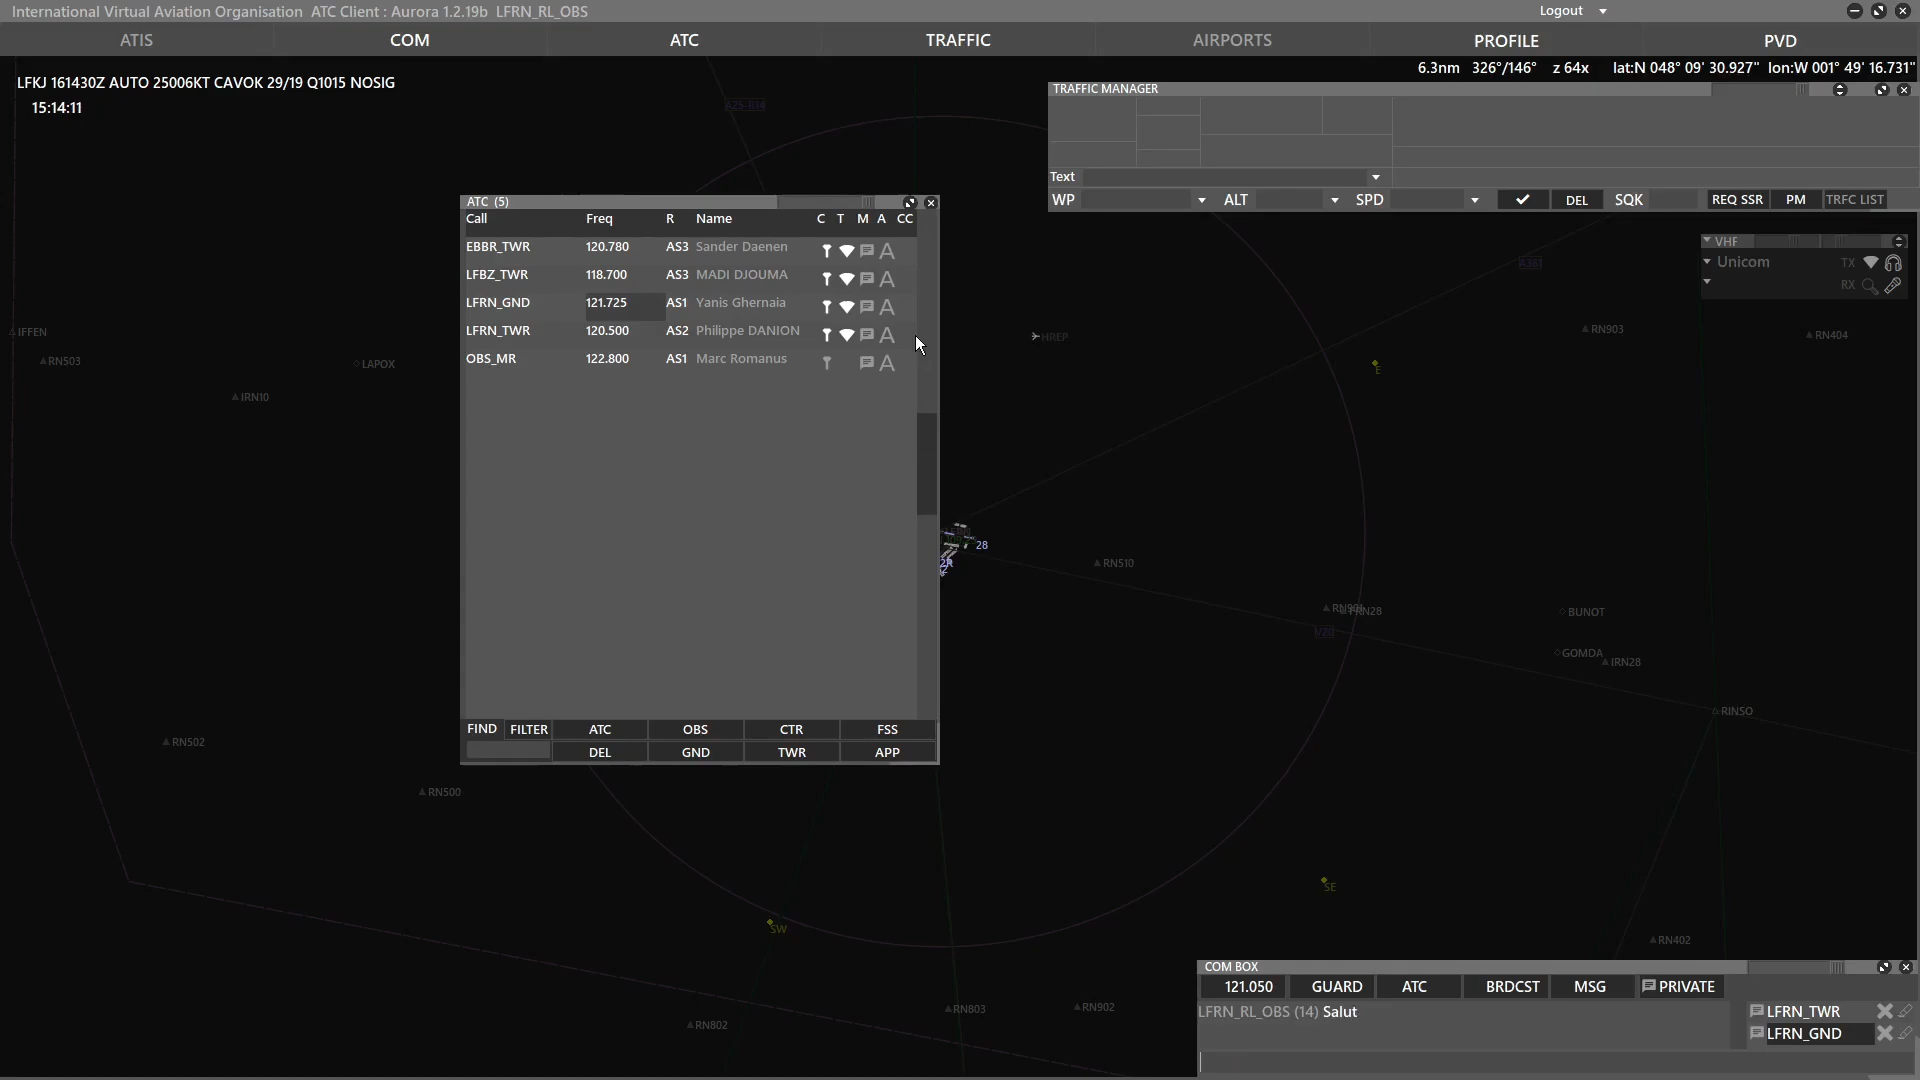 International Virtual Aviation Organisation ATC Client : Aurora 1.2.19b LFRN_RL_OBS
Logout
ATIS COM ATC TRAFFIC AIRPORTS PROFILE PVD
6.3nm 326°/146° z 64x lat:N 048° 09' 30.927" lon:W 001° 49' 16.731"
LFKJ 161430Z AUTO 25006KT CAVOK 29/19 Q1015 NOSIG
15:14:11
TRAFFIC MANAGER
Text
WP ALT SPD DEL SQK REQ SSR PM TRFC LIST
ATC (5)
Call Freq R Name C T M A CC
EBBR_TWR 120.780 AS3 Sander Daenen A
LFBZ_TWR 118.700 AS3 MADI DJOUMA A
LFRN_GND 121.725 AS1 Yanis Ghernaia A
LFRN_TWR 120.500 AS2 Philippe DANION A
OBS_MR 122.800 AS1 Marc Romanus A
FIND FILTER ATC OBS CTR FSS
DEL GND TWR APP
VHF
Unicom TX
RX
A25-R14
A361
IFFEN
RN503
LAPOX
IRN10
HREP
RN903
RN404
E
28
RN510
FRN28
BUNOT
GOMDA
IRN28
RINSO
RN502
RN500
SW
SE
RN402
RN803
RN902
RN802
COM BOX
121.050 GUARD ATC BRDCST MSG PRIVATE
LFRN_RL_OBS (14) Salut
LFRN_TWR
LFRN_GND